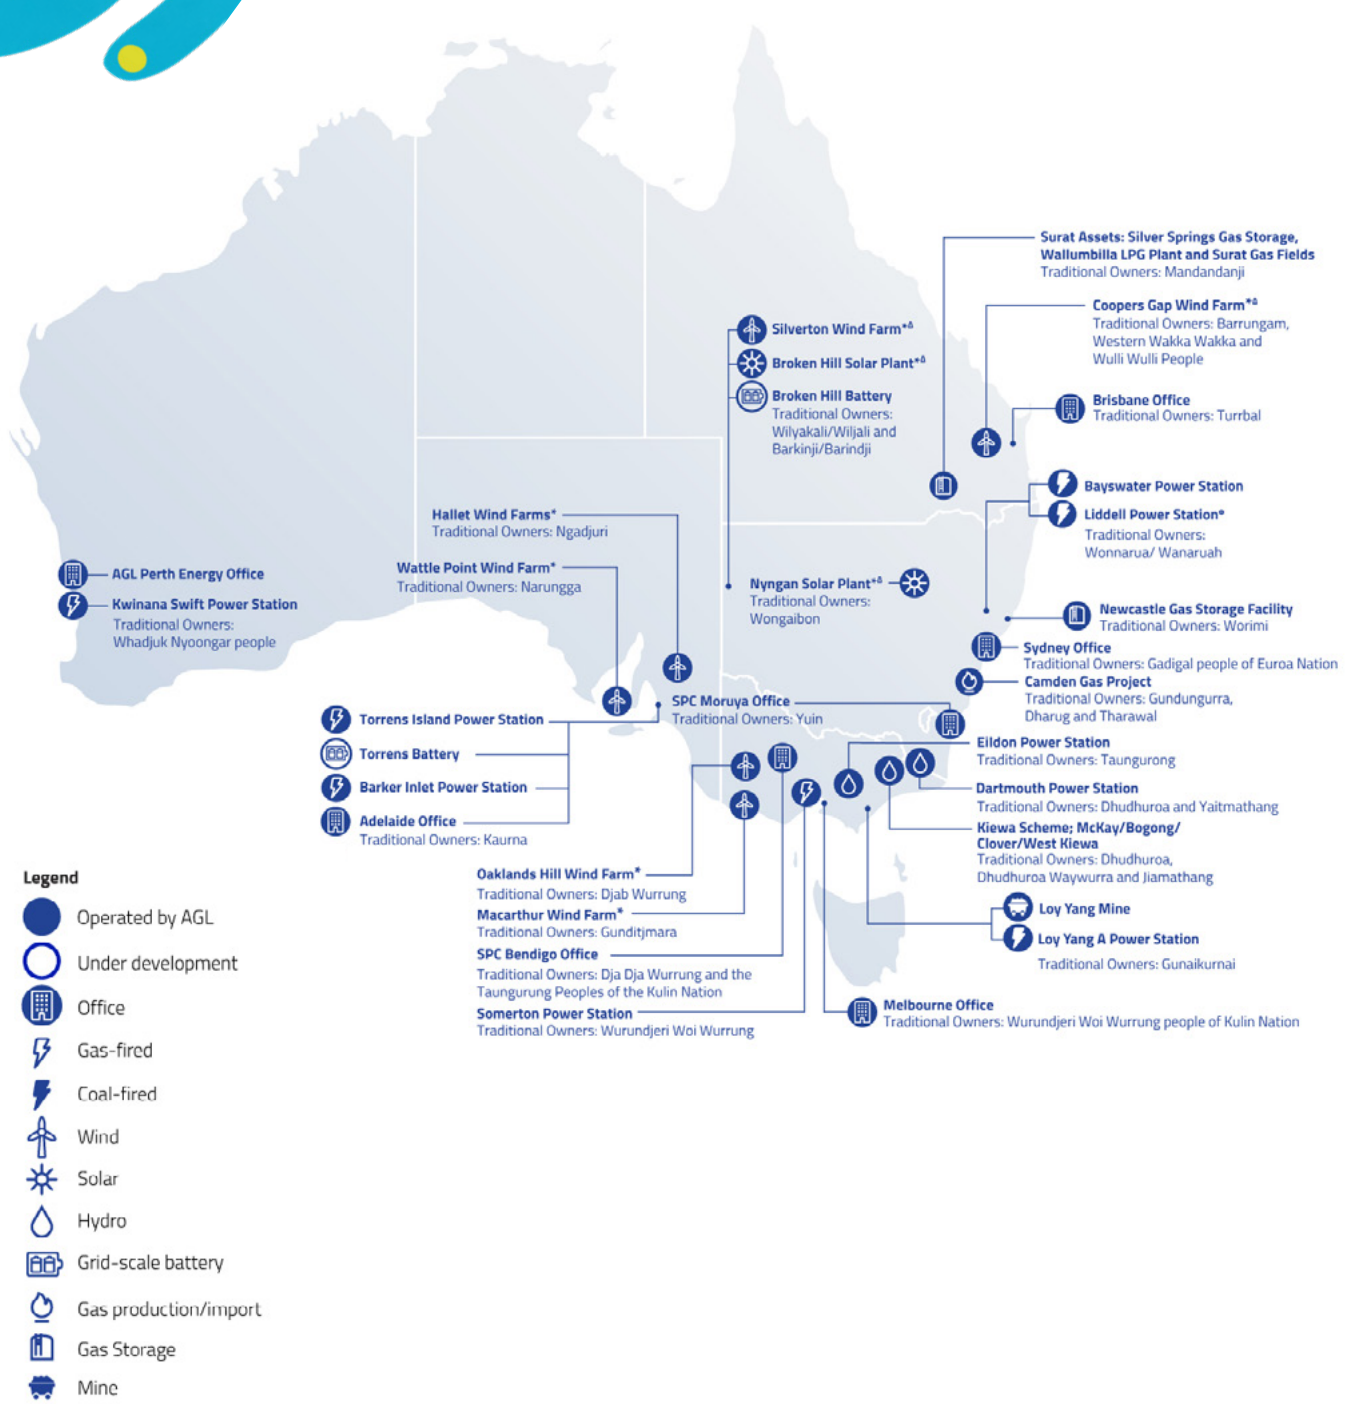 Surat Assets: Silver Springs Gas Storage,
Wallumbilla LPG Plant and Surat Gas Fields
Traditional Owners: Mandandanji
Coopers Gap Wind Farm*Δ
Traditional Owners: Barrungam,
Western Wakka Wakka and
Wulli Wulli People
Silverton Wind Farm*Δ
Broken Hill Solar Plant*Δ
Broken Hill Battery
Traditional Owners:
Wilyakali/Wiljali and
Barkinji/Barindji
Brisbane Office
Traditional Owners: Turrbal
Bayswater Power Station
Liddell Power Station°
Traditional Owners:
Wonnarua/ Wanaruah
Hallet Wind Farms*
Traditional Owners: Ngadjuri
Wattle Point Wind Farm*
Traditional Owners: Narungga
AGL Perth Energy Office
Kwinana Swift Power Station
Traditional Owners:
Whadjuk Nyoongar people
Nyngan Solar Plant*Δ
Traditional Owners:
Wongaibon
Newcastle Gas Storage Facility
Traditional Owners: Worimi
Sydney Office
Traditional Owners: Gadigal people of Euroa Nation
Camden Gas Project
Traditional Owners: Gundungurra,
Dharug and Tharawal
SPC Moruya Office
Traditional Owners: Yuin
Torrens Island Power Station
Torrens Battery
Barker Inlet Power Station
Adelaide Office
Traditional Owners: Kaurna
Eildon Power Station
Traditional Owners: Taungurong
Dartmouth Power Station
Traditional Owners: Dhudhuroa and Yaitmathang
Kiewa Scheme; McKay/Bogong/
Clover/West Kiewa
Traditional Owners: Dhudhuroa,
Dhudhuroa Waywurra and Jiamathang
Oaklands Hill Wind Farm*
Traditional Owners: Djab Wurrung
Macarthur Wind Farm*
Traditional Owners: Gunditjmara
SPC Bendigo Office
Traditional Owners: Dja Dja Wurrung and the
Taungurung Peoples of the Kulin Nation
Somerton Power Station
Traditional Owners: Wurundjeri Woi Wurrung
Loy Yang Mine
Loy Yang A Power Station
Traditional Owners: Gunaikurnai
Melbourne Office
Traditional Owners: Wurundjeri Woi Wurrung people of Kulin Nation
Legend
Operated by AGL
Under development
Office
Gas-fired
Coal-fired
Wind
Solar
Hydro
Grid-scale battery
Gas production/import
Gas Storage
Mine